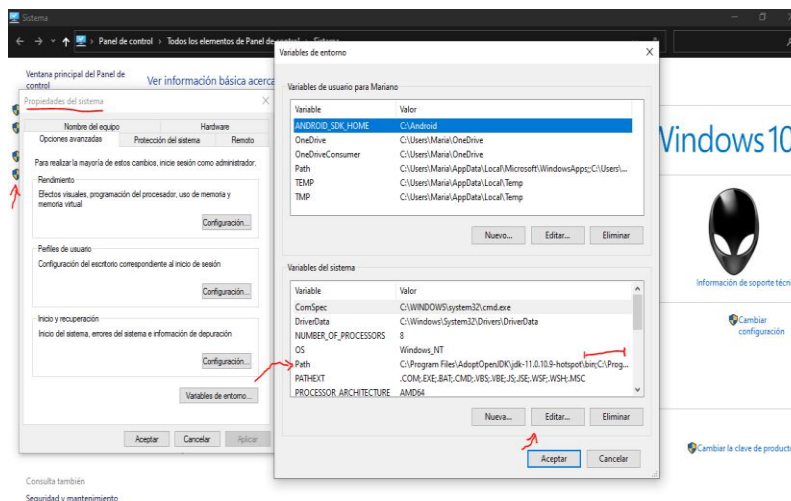 Sistema
Panel de control > Todos los elementos de Panel de control > Sistema
Ventana principal del Panel de control
Ver información básica acerca
Propiedades del sistema
Nombre del equipo
Hardware
Opciones avanzadas
Protección del sistema
Remoto
Para realizar la mayoría de estos cambios, inicie sesión como administrador.
Rendimiento
Efectos visuales, programación del procesador, uso de memoria y
memoria virtual
Configuración...
Perfiles de usuario
Configuración del escritorio correspondiente al inicio de sesión
Configuración...
Inicio y recuperación
Inicio del sistema, errores del sistema e información de depuración
Configuración...
Variables de entorno...
Aceptar
Cancelar
Aplicar
Consulta también
Seguridad y mantenimiento
Variables de entorno
Variables de usuario para Mariano
Variable Valor
ANDROID_SDK_HOME C:\Android
OneDrive C:\Users\Maria\OneDrive
OneDriveConsumer C:\Users\Maria\OneDrive
Path C:\Users\Maria\AppData\Local\Microsoft\WindowsApps;;C:\Users\...
TEMP C:\Users\Maria\AppData\Local\Temp
TMP C:\Users\Maria\AppData\Local\Temp
Nuevo...
Editar...
Eliminar
Variables del sistema
Variable Valor
ComSpec C:\WINDOWS\system32\cmd.exe
DriverData C:\Windows\System32\Drivers\DriverData
NUMBER_OF_PROCESSORS 8
OS Windows_NT
Path C:\Program Files\AdoptOpenJDK\jdk-11.0.10.9-hotspot\bin;C:\Prog...
PATHEXT .COM;.EXE;.BAT;.CMD;.VBS;.VBE;.JS;.JSE;.WSF;.WSH;.MSC
PROCESSOR_ARCHITECTURE AMD64
Nueva...
Editar...
Eliminar
Aceptar
Cancelar
Windows 10
Información de soporte técni
Cambiar
configuración
Cambiar la clave de producto